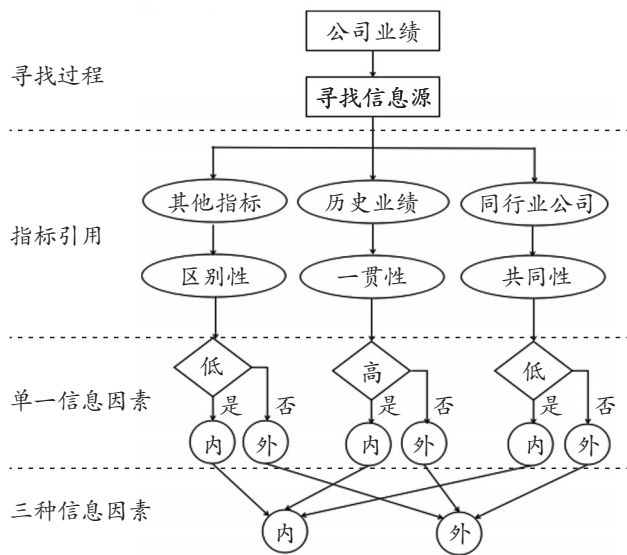 公司业绩
寻找过程
寻找信息源
其他指标 历史业绩 同行业公司
指标引用
区别性 一贯性 共同性
低 高 低
单一信息因素 是 否 是 否 是 否
内 外 内 外 内 外
三种信息因素 内 外